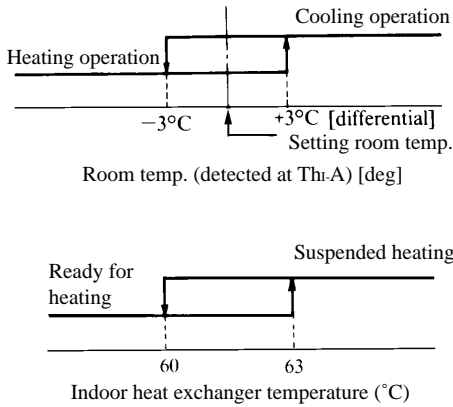 Cooling operation
Heating operation
−3°C
+3°C [differential]
Setting room temp.
Room temp. (detected at ThI-A) [deg]
Suspended heating
Ready for
heating
60
63
Indoor heat exchanger temperature (˚C)